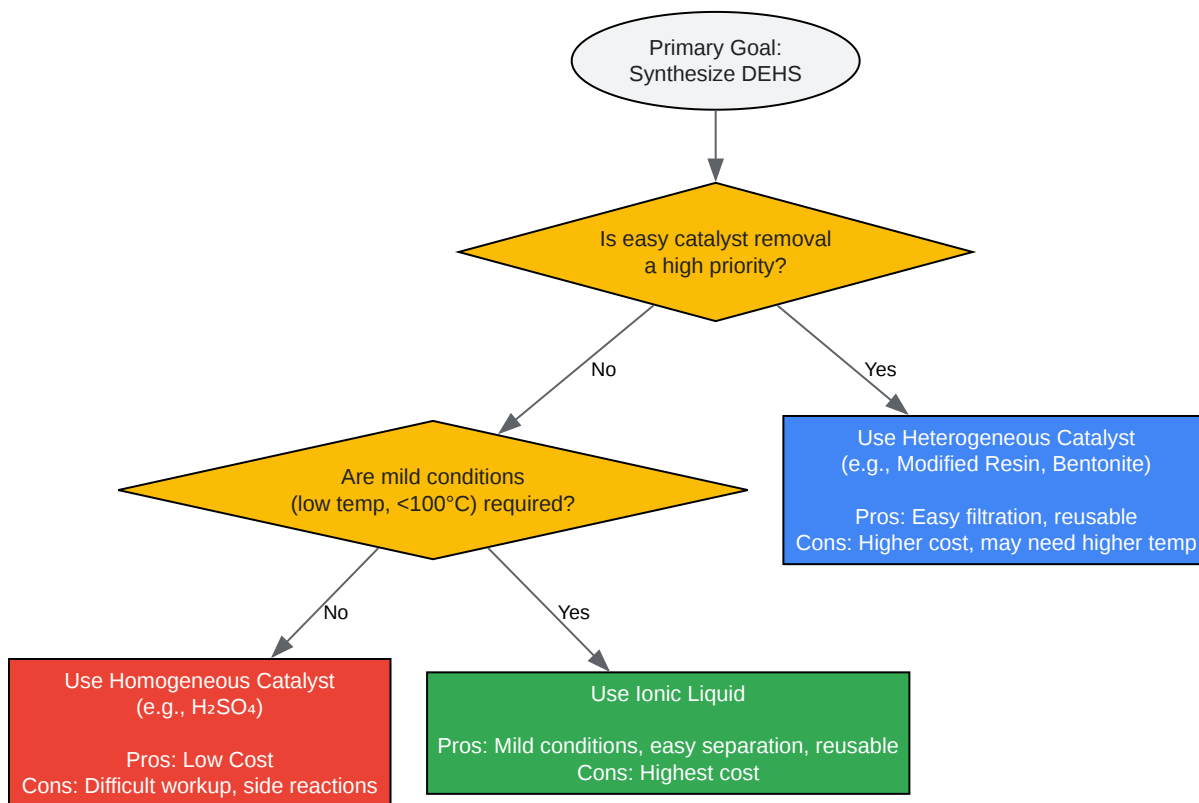 Primary Goal:
Synthesize DEHS
Is easy catalyst removal
a high priority?
No
Yes
Are mild conditions
(low temp, <100°C) required?
Use Heterogeneous Catalyst
(e.g., Modified Resin, Bentonite)
Pros: Easy filtration, reusable
Cons: Higher cost, may need higher temp
No
Yes
Use Homogeneous Catalyst
(e.g., H₂SO₄)
Pros: Low Cost
Cons: Difficult workup, side reactions
Use Ionic Liquid
Pros: Mild conditions, easy separation, reusable
Cons: Highest cost